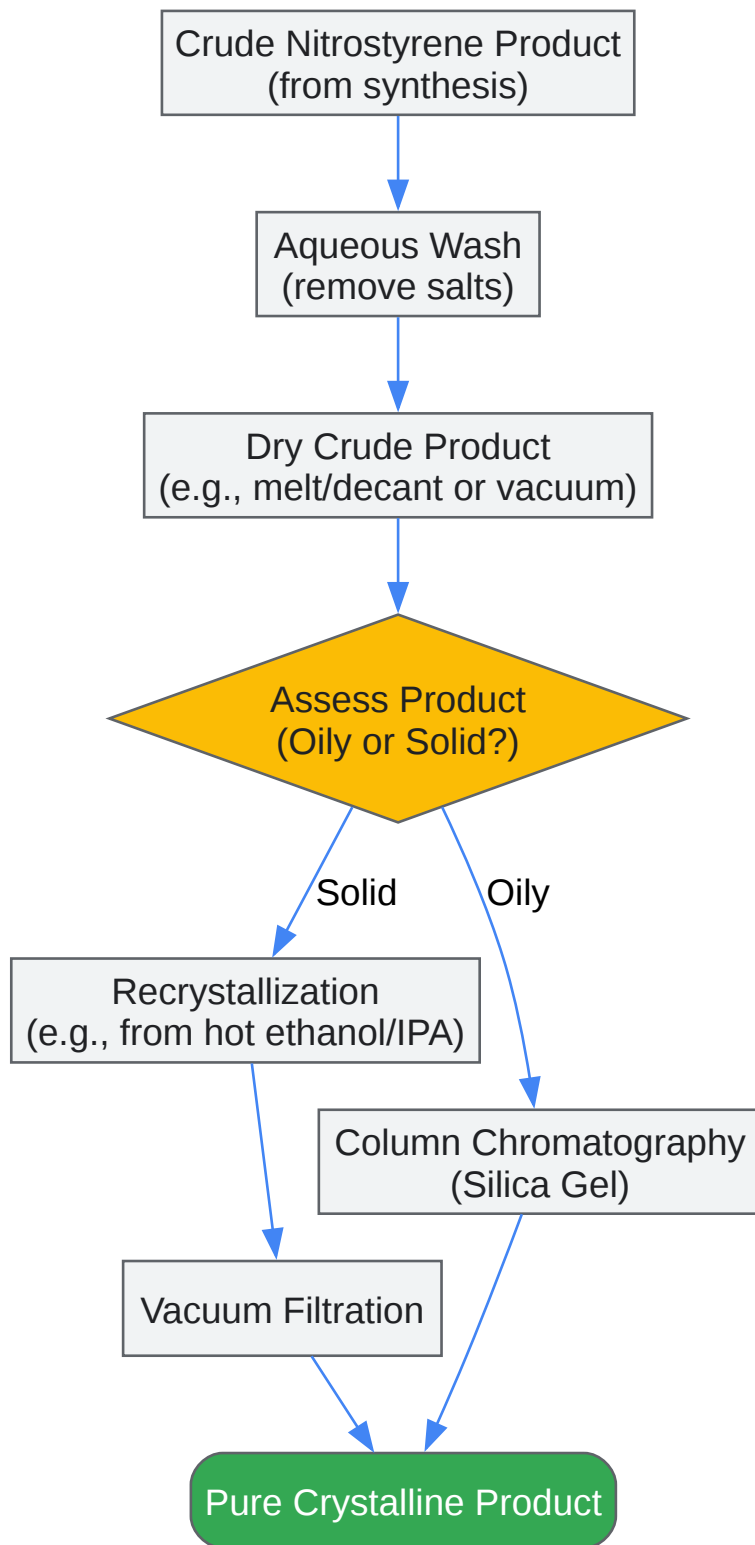 Crude Nitrostyrene Product
(from synthesis)
Aqueous Wash
(remove salts)
Dry Crude Product
(e.g., melt/decant or vacuum)
Assess Product
(Oily or Solid?)
Solid
Oily
Recrystallization
(e.g., from hot ethanol/IPA)
Column Chromatography
(Silica Gel)
Vacuum Filtration
Pure Crystalline Product